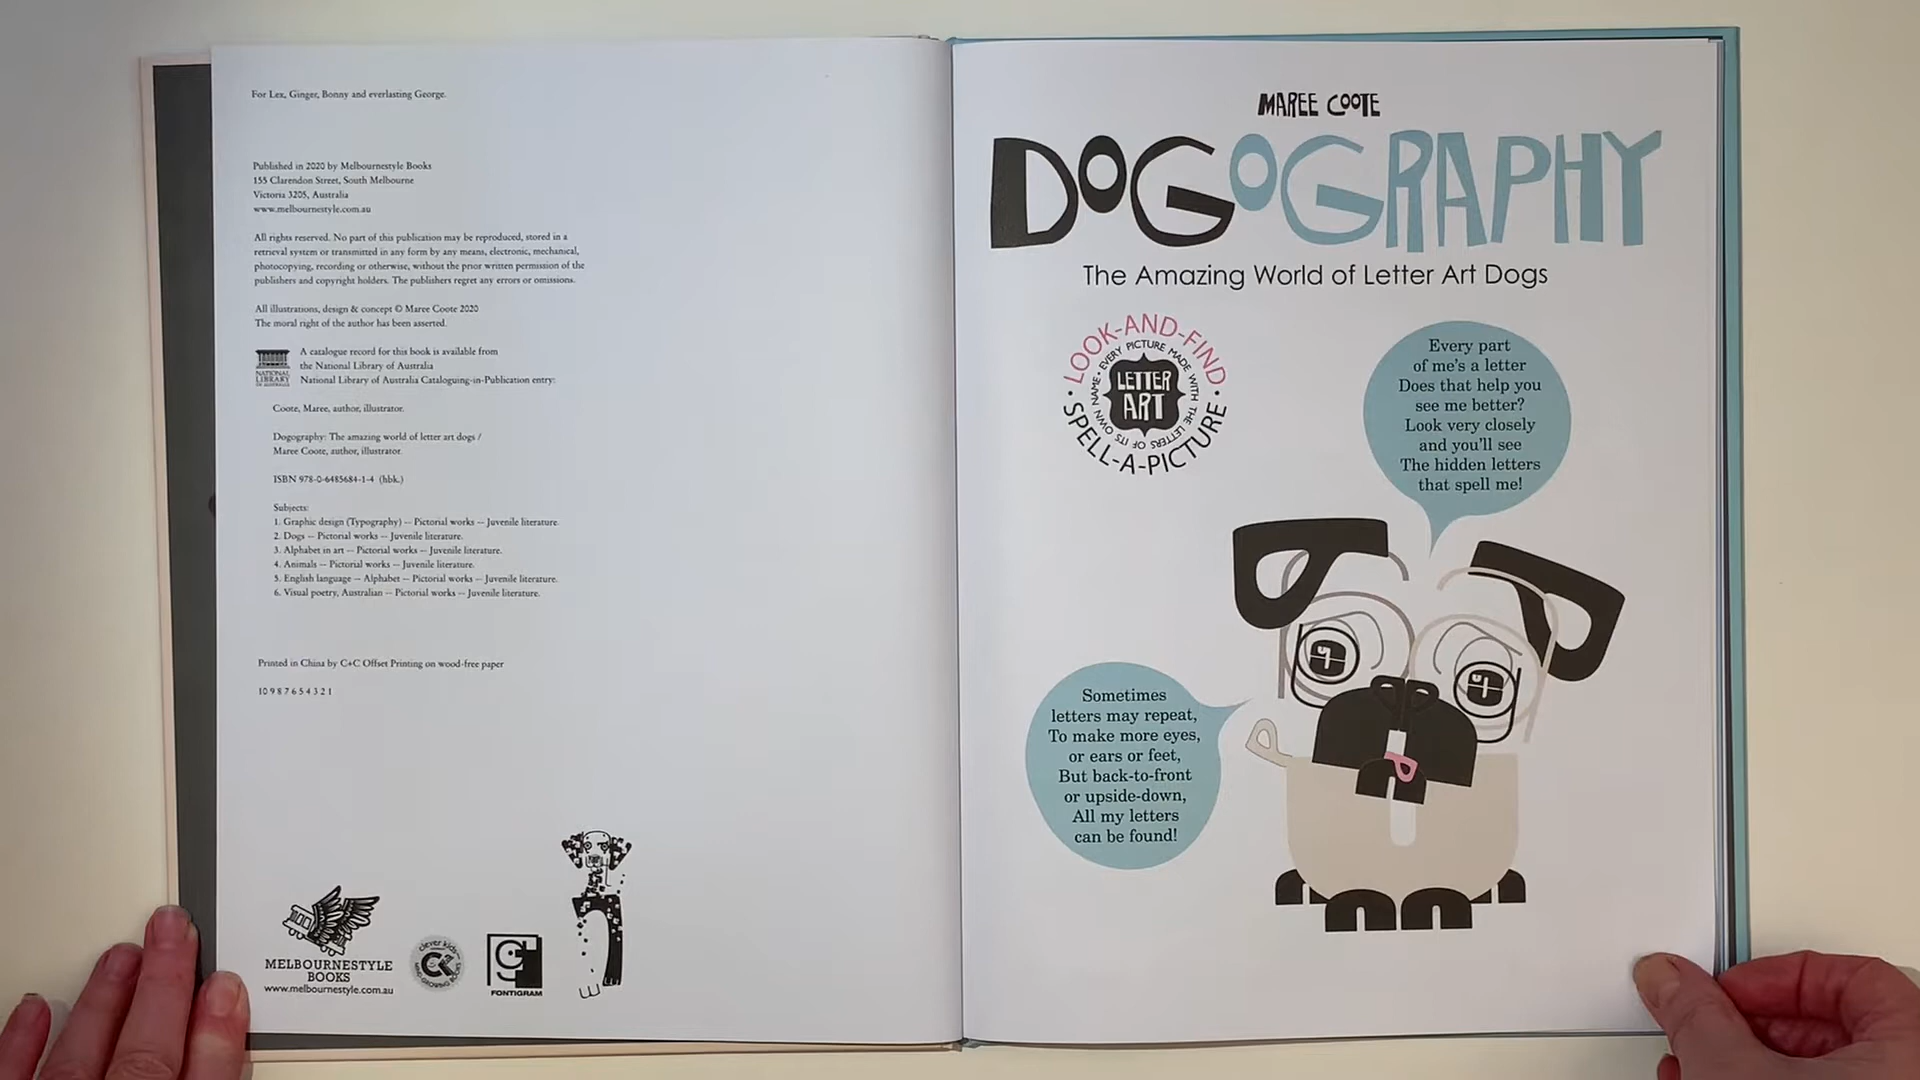 For Lex, Ginger, Bonny and everlasting George.
Published in 2020 by Melbournestyle Books
155 Clarendon Street, South Melbourne
Victoria 3205, Australia
www.melbournestyle.com.au
All rights reserved. No part of this publication may be reproduced, stored in a
retrieval system or transmitted in any form by any means, electronic, mechanical,
photocopying, recording or otherwise, without the prior written permission of the
publishers and copyright holders. The publishers regret any errors or omissions.
All illustrations, design & concept © Maree Coote 2020
The moral right of the author has been asserted.
NATIONAL
LIBRARY
OF AUSTRALIA
A catalogue record for this book is available from
the National Library of Australia
National Library of Australia Cataloguing-in-Publication entry:
Coote, Maree, author, illustrator.
Dogography: The amazing world of letter art dogs /
Maree Coote, author, illustrator.
ISBN 978-0-6485684-1-4 (hbk.)
Subjects:
1. Graphic design (Typography) — Pictorial works — Juvenile literature.
2. Dogs — Pictorial works — Juvenile literature.
3. Alphabet in art — Pictorial works — Juvenile literature.
4. Animals — Pictorial works — Juvenile literature.
5. English language — Alphabet — Pictorial works — Juvenile literature.
6. Visual poetry, Australian — Pictorial works — Juvenile literature.
Printed in China by C+C Offset Printing on wood-free paper
10 9 8 7 6 5 4 3 2 1
MELBOURNESTYLE
BOOKS
www.melbournestyle.com.au
clever kids
CK
MIND-GROWING BOOKS
FONTIGRAM
MAREE COOTE
DOGOGRAPHY
The Amazing World of Letter Art Dogs
LOOK-AND-FIND
• SPELL-A-PICTURE •
EVERY PICTURE MADE WITH THE LETTERS OF ITS OWN NAME •
LETTER
ART
Every part
of me's a letter
Does that help you
see me better?
Look very closely
and you'll see
The hidden letters
that spell me!
Sometimes
letters may repeat,
To make more eyes,
or ears or feet,
But back-to-front
or upside-down,
All my letters
can be found!